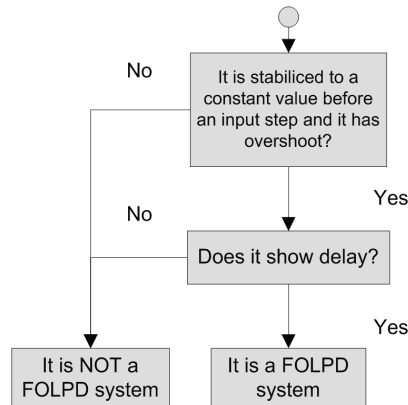 No
It is stabiliced to a
constant value before
an input step and it has
overshoot?
Yes
No
Does it show delay?
Yes
It is NOT a
FOLPD system
It is a FOLPD
system